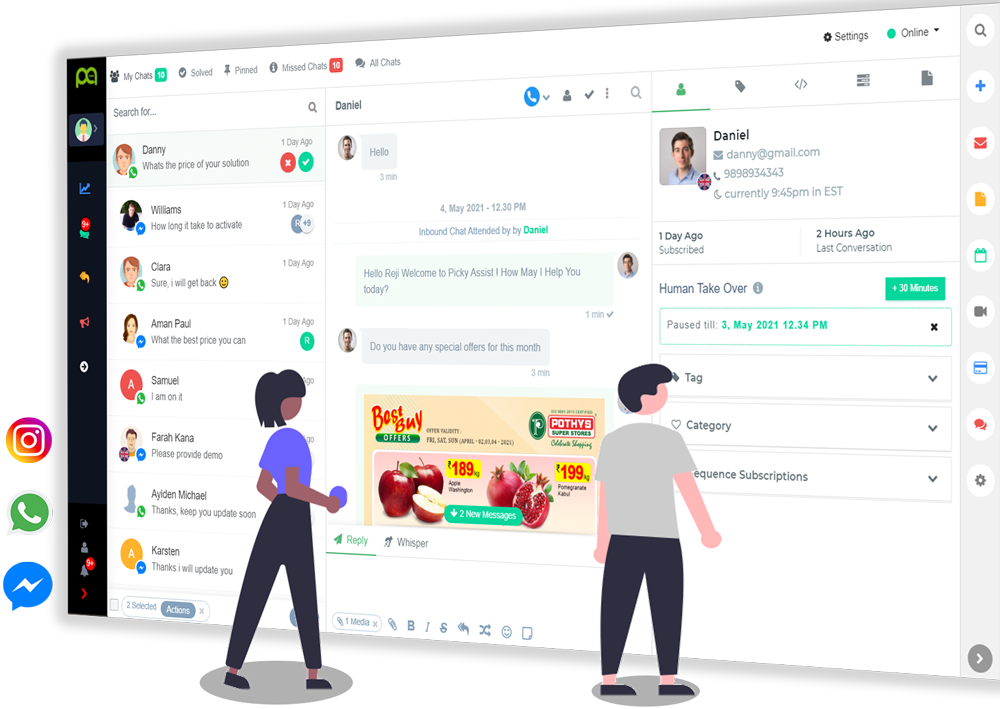 My Chats 10
Solved
Pinned
Missed Chats 10
All Chats
Settings
Online
Search for...
Danny
1 Day Ago
Whats the price of your solution
Williams
1 Day Ago
How long it take to activate
R +9
Clara
1 Day Ago
Sure, i will get back
Aman Paul
1 Day Ago
What the best price you can
R
A
Samuel
go
I am on it
Farah Kana
Please provide demo
Ayiden Michael
Thanks, keep you update soon
A
Karsten
Thanks i will update you
2 Selected
Actions
9+
9+
Daniel
Hello
3 min
4, May 2021 - 12.30 PM
Inbound Chat Attended by by Daniel
Hello Reji Welcome to Picky Assist ! How May I Help You
today?
1 min
Do you have any special offers for this month
3 min
Best
Buy
OFFERS
OFFER VALIDITY :
FRI, SAT, SUN (APRIL - 02,03,04 - 2021)
POTHYS
SUPER STORES
Celebrate Shopping
₹189/kg
Apple
Washington
₹199/kg
Pomegranate
Kabul
2 New Messages
Reply
Whisper
1 Media x
B I S
Daniel
danny@gmail.com
9898934343
currently 9:45pm in EST
1 Day Ago
Subscribed
2 Hours Ago
Last Conversation
Human Take Over
+ 30 Minutes
Paused till: 3, May 2021 12.34 PM
Tag
Category
equence Subscriptions